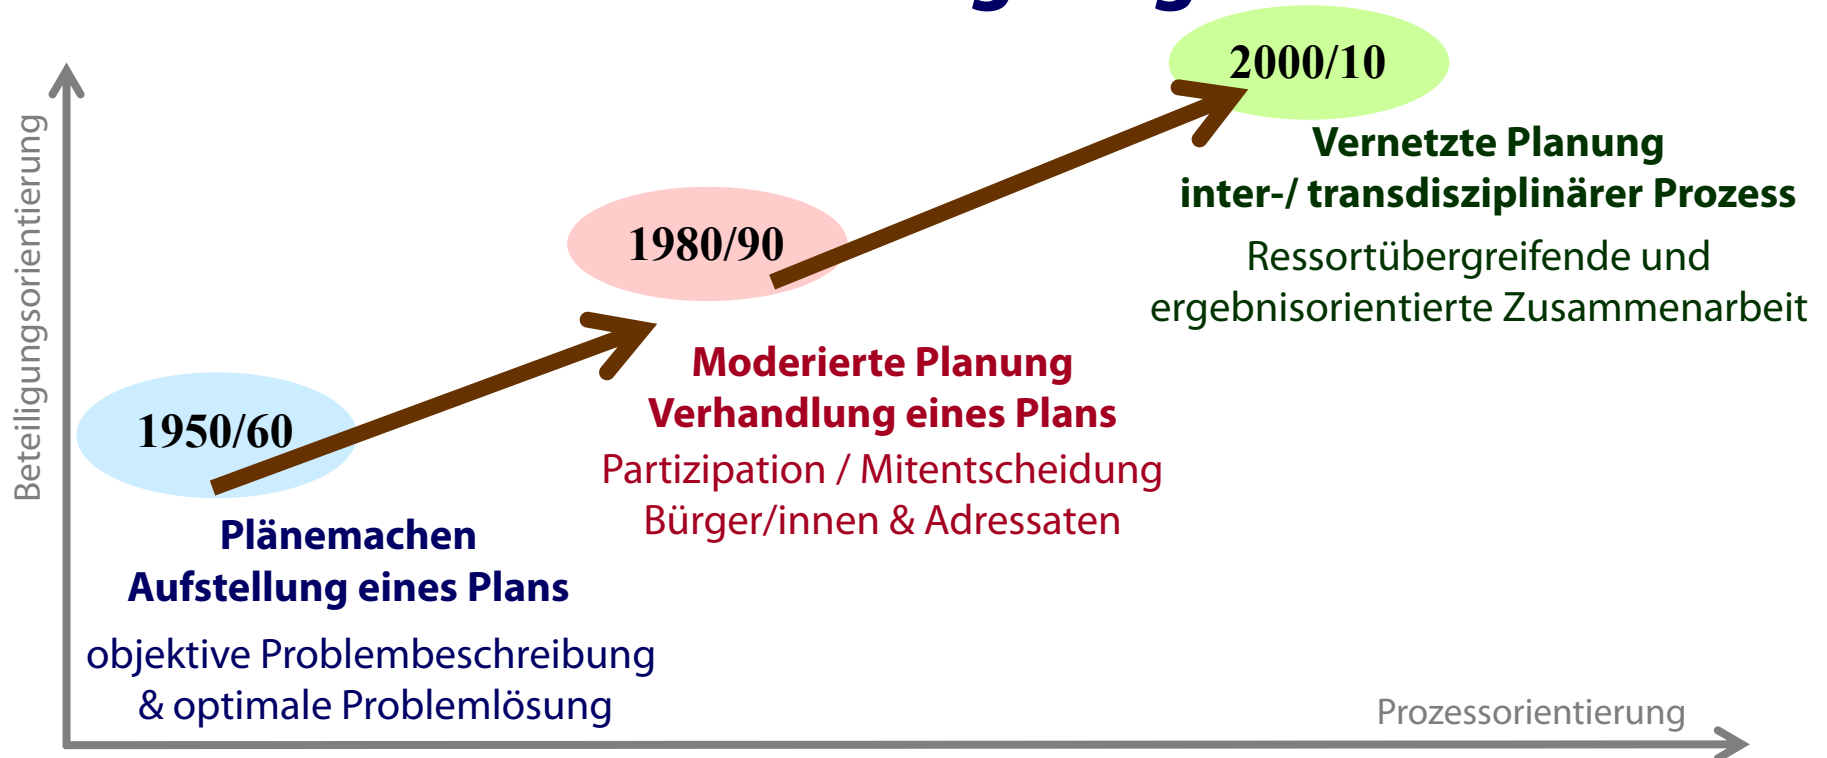 2000/10
Vernetzte Planung
inter-/ transdisziplinärer Prozess
Ressortübergreifende und
ergebnisorientierte Zusammenarbeit
1980/90
Moderierte Planung
Verhandlung eines Plans
Partizipation / Mitentscheidung
Bürger/innen & Adressaten
1950/60
Plänemachen
Aufstellung eines Plans
objektive Problembeschreibung
& optimale Problemlösung
Beteiligungsorientierung
Prozessorientierung